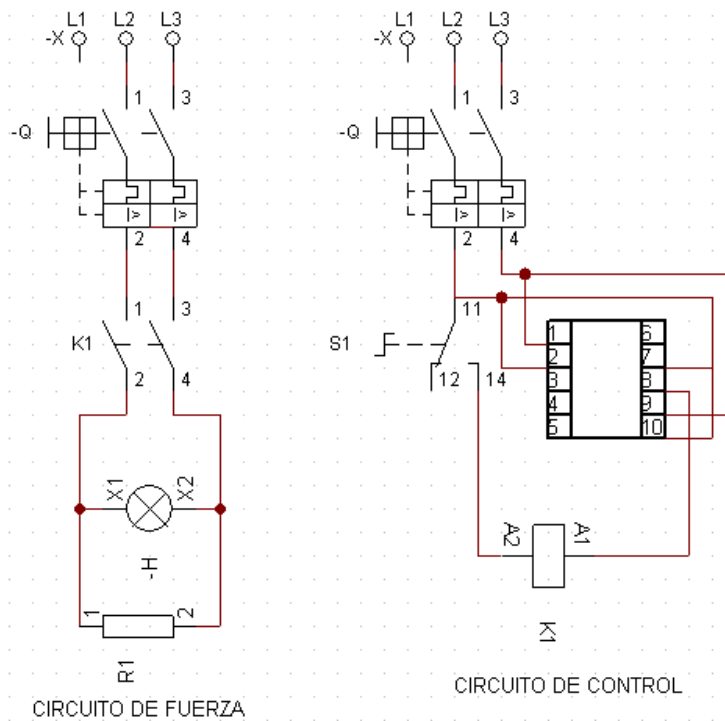 L1 L2 L3
-X
1 3
-Q
I> I>
2 4
1 3
K1
2 4
X1 X2
-H
1 2
R1
CIRCUITO DE FUERZA
L1 L2 L3
-X
1 3
-Q
I> I>
2 4
11
S1
12 14
1 6
2 7
3 8
4 9
5 10
A2 A1
K1
CIRCUITO DE CONTROL